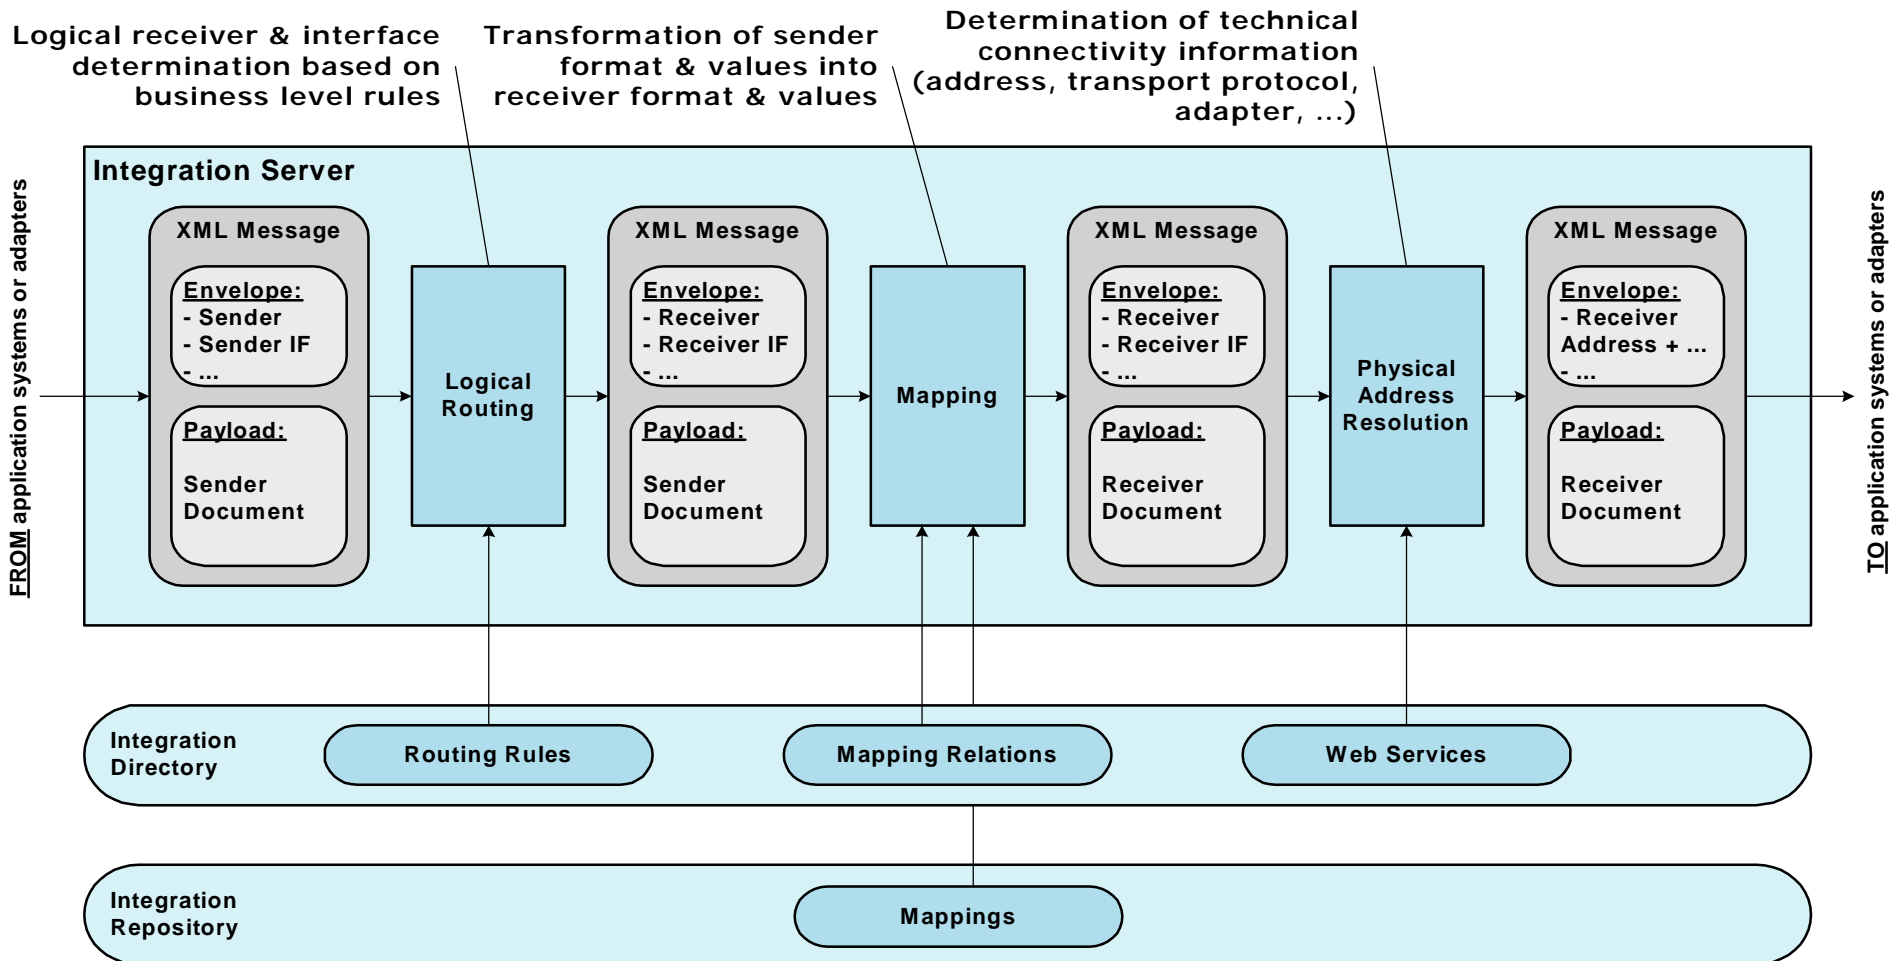 Logical receiver & interface
determination based on
business level rules
Transformation of sender
format & values into
receiver format & values
Determination of technical
connectivity information
(address, transport protocol,
adapter, ...)
FROM application systems or adapters
Integration Server
XML Message
Envelope:
- Sender
- Sender IF
- ...
Payload:
Sender
Document
Logical
Routing
XML Message
Envelope:
- Receiver
- Receiver IF
- ...
Payload:
Sender
Document
Mapping
XML Message
Envelope:
- Receiver
- Receiver IF
- ...
Payload:
Receiver
Document
Physical
Address
Resolution
XML Message
Envelope:
- Receiver
Address + ...
- ...
Payload:
Receiver
Document
TO application systems or adapters
Integration
Directory
Routing Rules
Mapping Relations
Web Services
Integration
Repository
Mappings